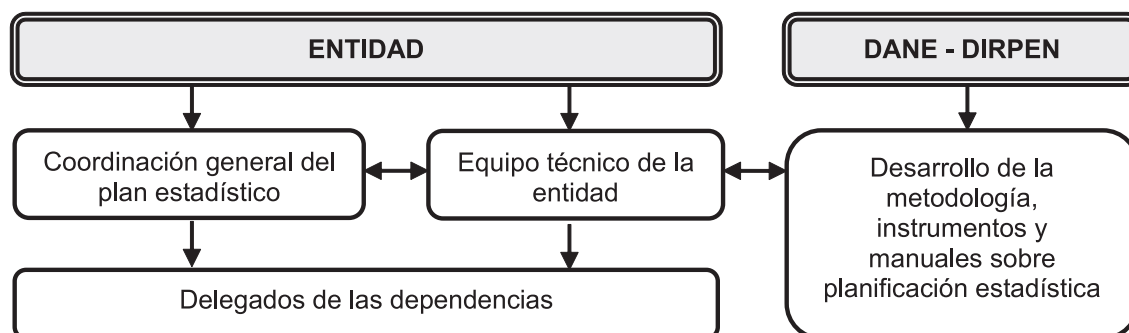 ENTIDAD
DANE - DIRPEN
Coordinación general del
plan estadístico
Equipo técnico de la
entidad
Desarrollo de la
metodología,
instrumentos y
manuales sobre
planificación estadística
Delegados de las dependencias